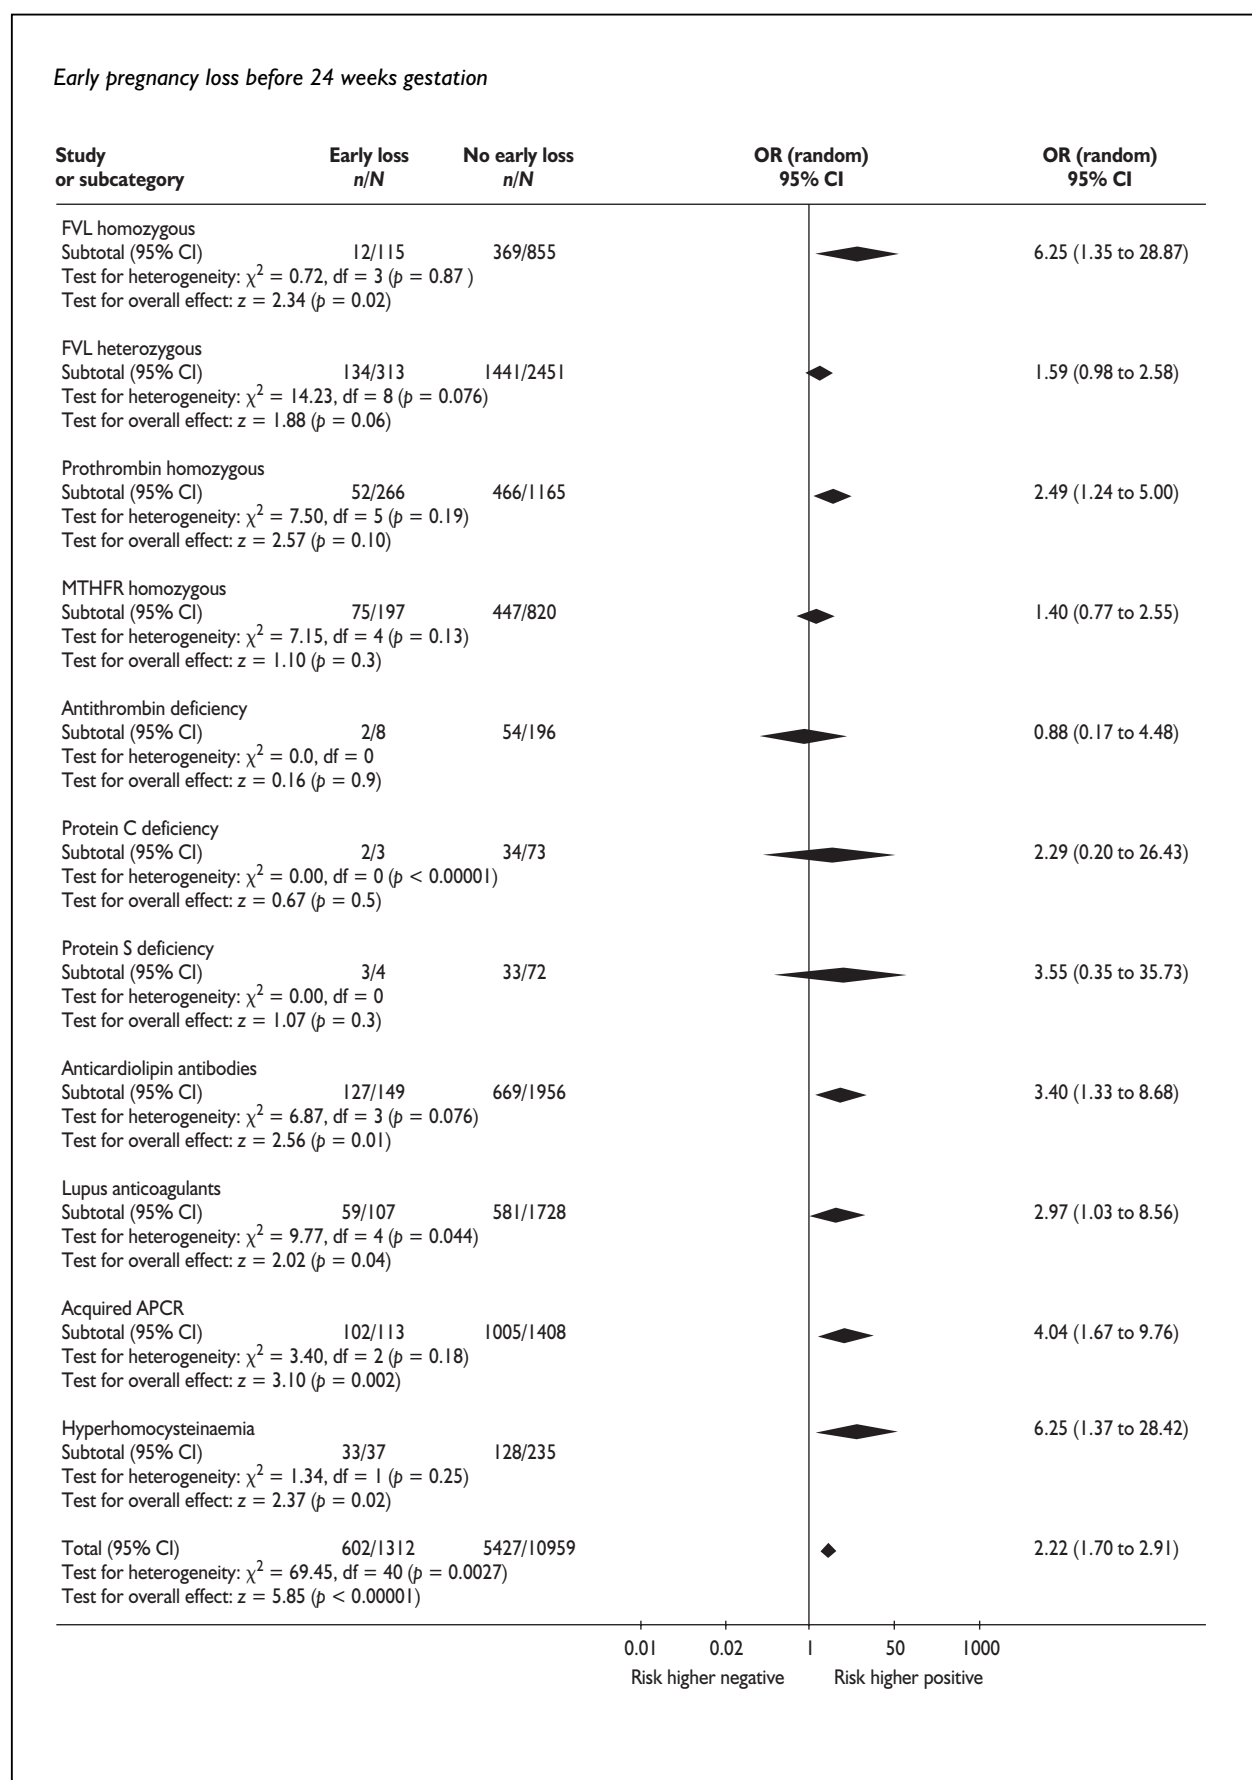 Early pregnancy loss before 24 weeks gestation
Study Early loss No early loss OR (random) OR (random)
or subcategory n/N n/N 95% CI 95% CI
FVL homozygous
Subtotal (95% CI) 12/115 369/855 6.25 (1.35 to 28.87)
Test for heterogeneity: χ² = 0.72, df = 3 (p = 0.87 )
Test for overall effect: z = 2.34 (p = 0.02)
FVL heterozygous
Subtotal (95% CI) 134/313 1441/2451 1.59 (0.98 to 2.58)
Test for heterogeneity: χ² = 14.23, df = 8 (p = 0.076)
Test for overall effect: z = 1.88 (p = 0.06)
Prothrombin homozygous
Subtotal (95% CI) 52/266 466/1165 2.49 (1.24 to 5.00)
Test for heterogeneity: χ² = 7.50, df = 5 (p = 0.19)
Test for overall effect: z = 2.57 (p = 0.10)
MTHFR homozygous
Subtotal (95% CI) 75/197 447/820 1.40 (0.77 to 2.55)
Test for heterogeneity: χ² = 7.15, df = 4 (p = 0.13)
Test for overall effect: z = 1.10 (p = 0.3)
Antithrombin deficiency
Subtotal (95% CI) 2/8 54/196 0.88 (0.17 to 4.48)
Test for heterogeneity: χ² = 0.0, df = 0
Test for overall effect: z = 0.16 (p = 0.9)
Protein C deficiency
Subtotal (95% CI) 2/3 34/73 2.29 (0.20 to 26.43)
Test for heterogeneity: χ² = 0.00, df = 0 (p < 0.00001)
Test for overall effect: z = 0.67 (p = 0.5)
Protein S deficiency
Subtotal (95% CI) 3/4 33/72 3.55 (0.35 to 35.73)
Test for heterogeneity: χ² = 0.00, df = 0
Test for overall effect: z = 1.07 (p = 0.3)
Anticardiolipin antibodies
Subtotal (95% CI) 127/149 669/1956 3.40 (1.33 to 8.68)
Test for heterogeneity: χ² = 6.87, df = 3 (p = 0.076)
Test for overall effect: z = 2.56 (p = 0.01)
Lupus anticoagulants
Subtotal (95% CI) 59/107 581/1728 2.97 (1.03 to 8.56)
Test for heterogeneity: χ² = 9.77, df = 4 (p = 0.044)
Test for overall effect: z = 2.02 (p = 0.04)
Acquired APCR
Subtotal (95% CI) 102/113 1005/1408 4.04 (1.67 to 9.76)
Test for heterogeneity: χ² = 3.40, df = 2 (p = 0.18)
Test for overall effect: z = 3.10 (p = 0.002)
Hyperhomocysteinaemia 6.25 (1.37 to 28.42)
Subtotal (95% CI) 33/37 128/235
Test for heterogeneity: χ² = 1.34, df = 1 (p = 0.25)
Test for overall effect: z = 2.37 (p = 0.02)
Total (95% CI) 602/1312 5427/10959 2.22 (1.70 to 2.91)
Test for heterogeneity: χ² = 69.45, df = 40 (p = 0.0027)
Test for overall effect: z = 5.85 (p < 0.00001)
0.01 0.02 1 50 1000
Risk higher negative Risk higher positive